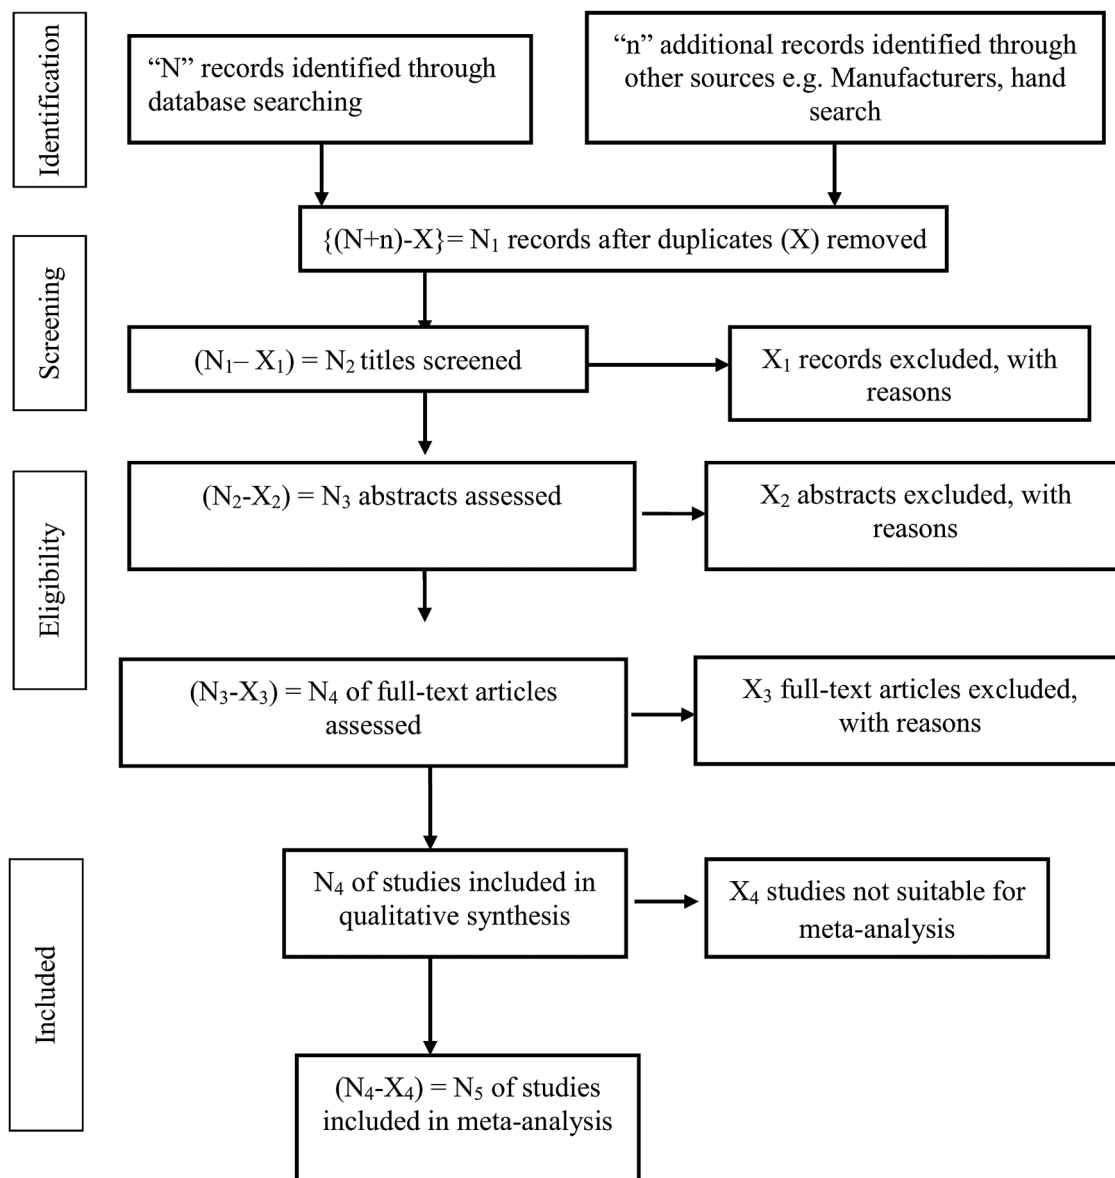 Identification
“N” records identified through
database searching
“n” additional records identified through
other sources e.g. Manufacturers, hand
search
{(N+n)-X}= N₁ records after duplicates (X) removed
Screening
(N₁– X₁) = N₂ titles screened
X₁ records excluded, with
reasons
Eligibility
(N₂-X₂) = N₃ abstracts assessed
X₂ abstracts excluded, with
reasons
(N₃-X₃) = N₄ of full-text articles
assessed
X₃ full-text articles excluded,
with reasons
Included
N₄ of studies included in
qualitative synthesis
X₄ studies not suitable for
meta-analysis
(N₄-X₄) = N₅ of studies
included in meta-analysis